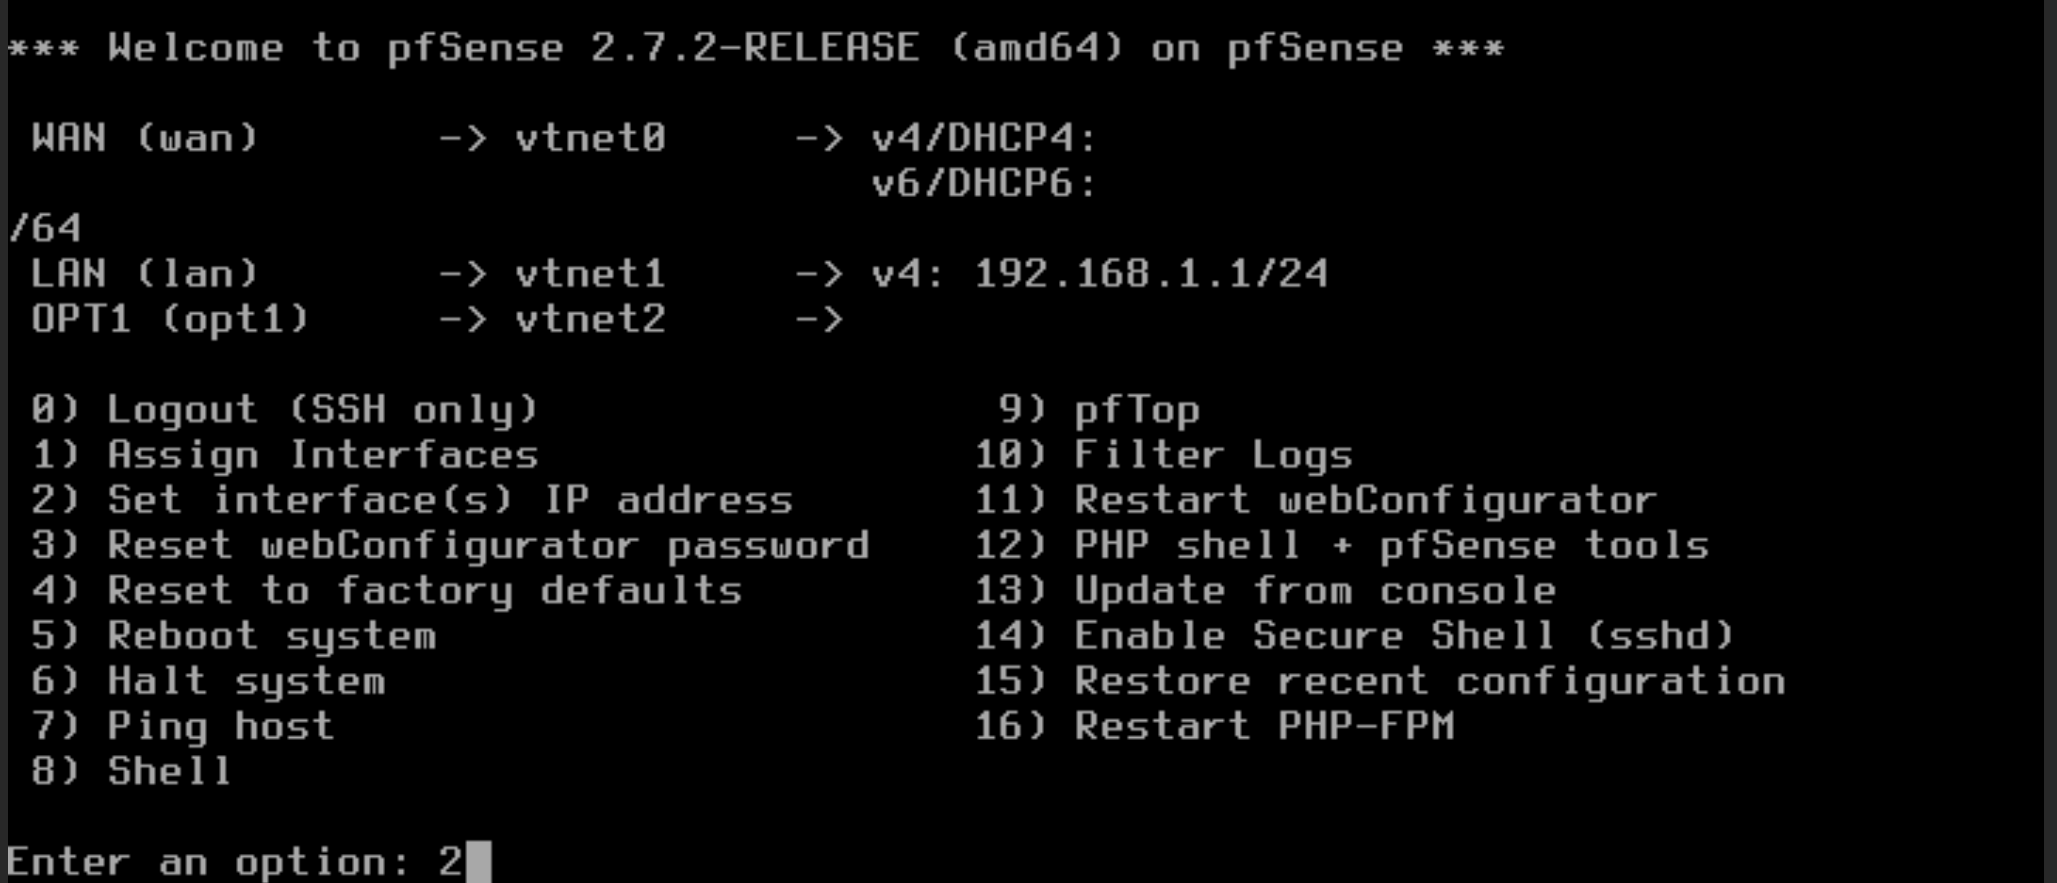 *** Welcome to pfSense 2.7.2-RELEASE (amd64) on pfSense ***
WAN (wan) -> vtnet0 -> v4/DHCP4:
v6/DHCP6:
/64
LAN (lan) -> vtnet1 -> v4: 192.168.1.1/24
OPT1 (opt1) -> vtnet2 ->
0) Logout (SSH only) 9) pfTop
1) Assign Interfaces 10) Filter Logs
2) Set interface(s) IP address 11) Restart webConfigurator
3) Reset webConfigurator password 12) PHP shell + pfSense tools
4) Reset to factory defaults 13) Update from console
5) Reboot system 14) Enable Secure Shell (sshd)
6) Halt system 15) Restore recent configuration
7) Ping host 16) Restart PHP-FPM
8) Shell
Enter an option: 2